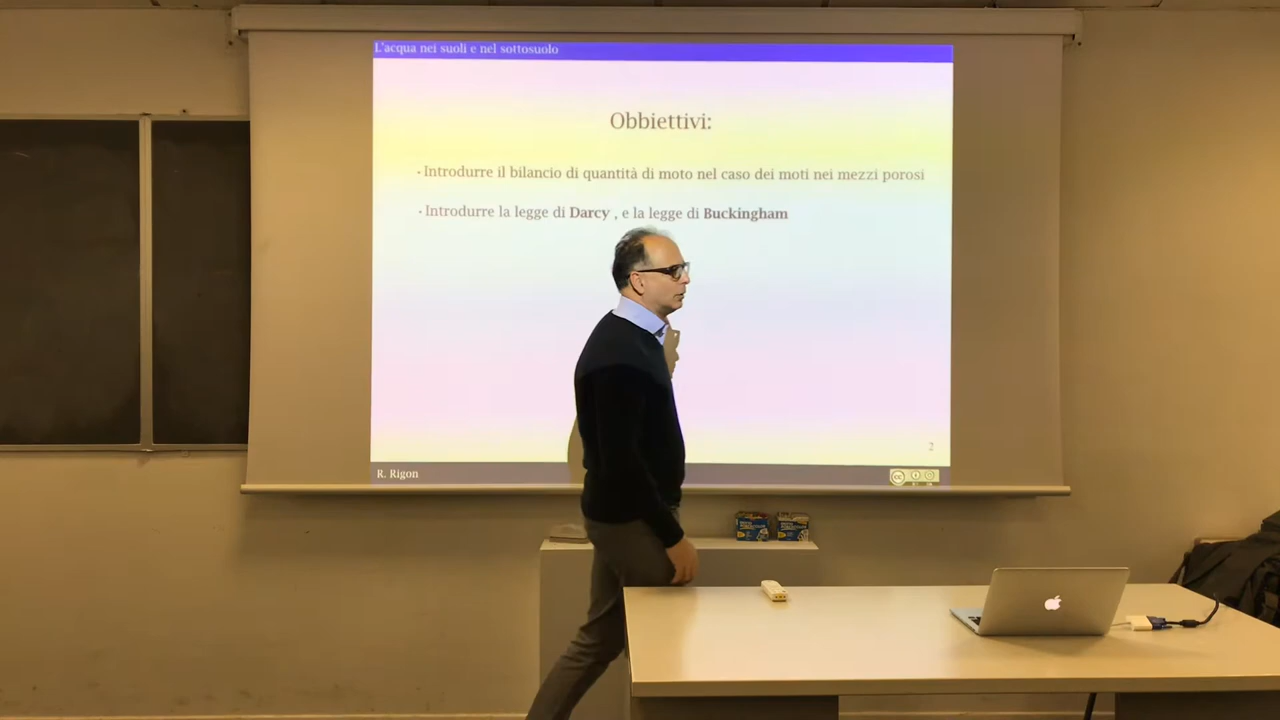 L'acqua nei suoli e nel sottosuolo
Obbiettivi:
· Introdurre il bilancio di quantità di moto nel caso dei moti nei mezzi porosi
· Introdurre la legge di Darcy , e la legge di Buckingham
2
R. Rigon
cc